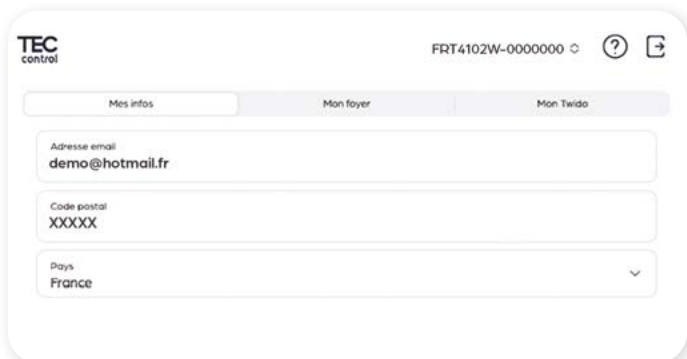 TEC
control
FRT4102W-0000000
Mes infos
Mon foyer
Mon Twido
Adresse email
demo@hotmail.fr
Code postal
XXXXX
Pays
France